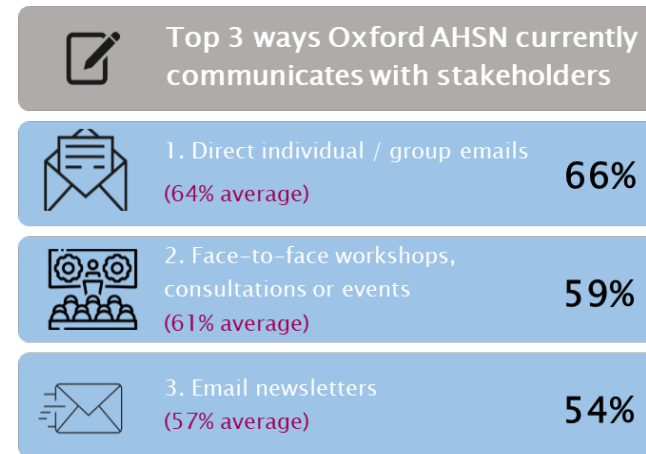 Top 3 ways Oxford AHSN currently
communicates with stakeholders
1. Direct individual / group emails
(64% average)
66%
2. Face-to-face workshops,
consultations or events
(61% average)
59%
3. Email newsletters
(57% average)
54%